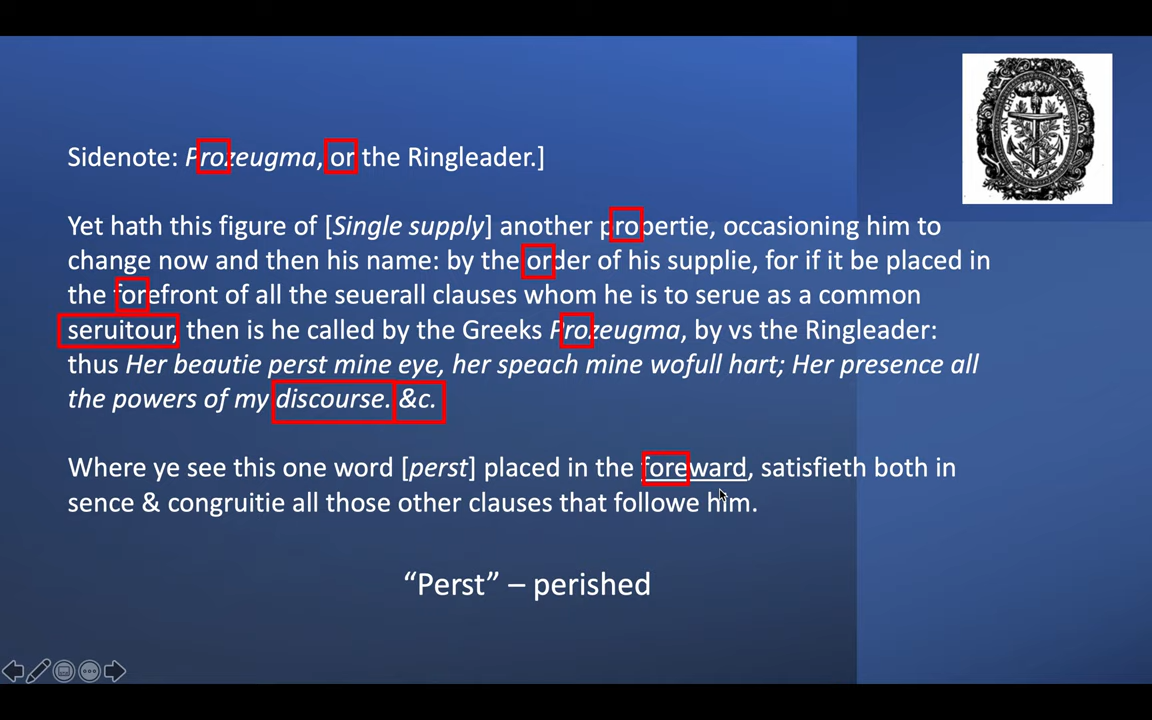 Sidenote: Prozeugma, or the Ringleader.]
Yet hath this figure of [Single supply] another propertie, occasioning him to
change now and then his name: by the order of his supplie, for if it be placed in
the forefront of all the seuerall clauses whom he is to serue as a common
seruitour, then is he called by the Greeks Prozeugma, by vs the Ringleader:
thus Her beautie perst mine eye, her speach mine wofull hart; Her presence all
the powers of my discourse. &c.
Where ye see this one word [perst] placed in the foreward, satisfieth both in
sence & congruitie all those other clauses that followe him.
“Perst” – perished